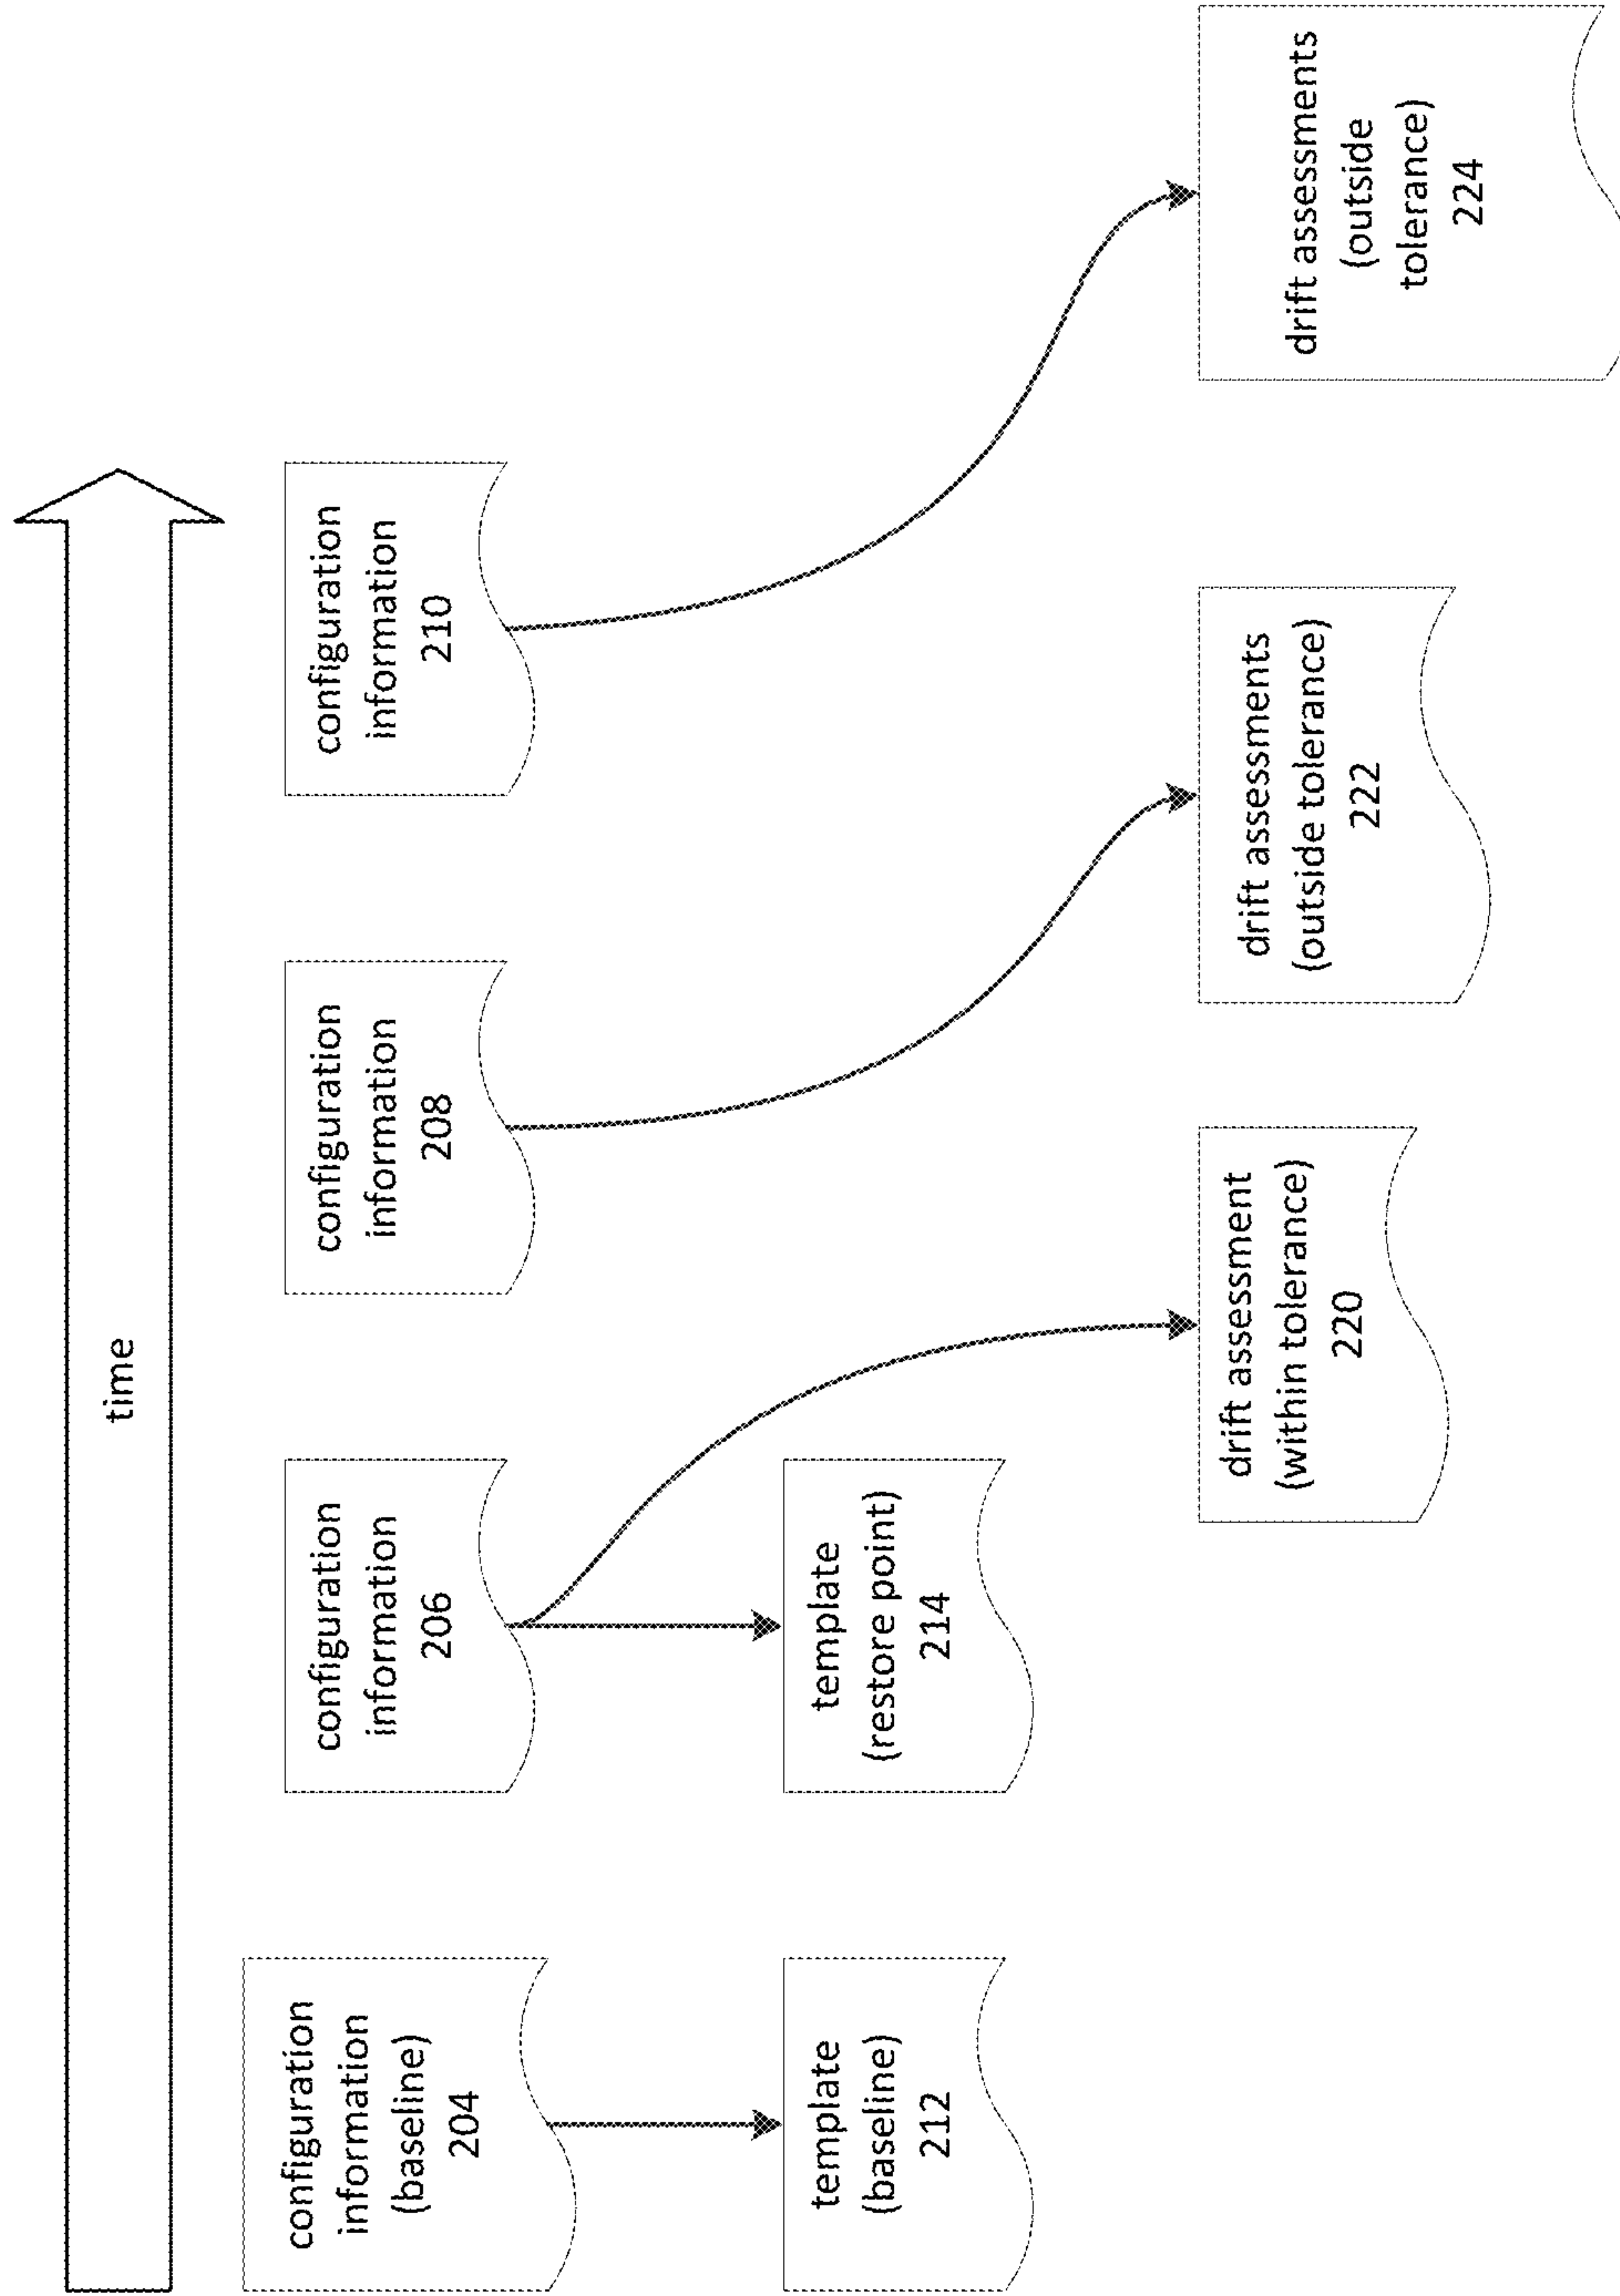 time
configuration
information
(baseline)
204
configuration
information
206
configuration
information
208
configuration
information
210
template
(baseline)
212
template
(restore point)
214
drift assessment
(within tolerance)
220
drift assessments
(outside tolerance)
222
drift assessments
(outside
tolerance)
224